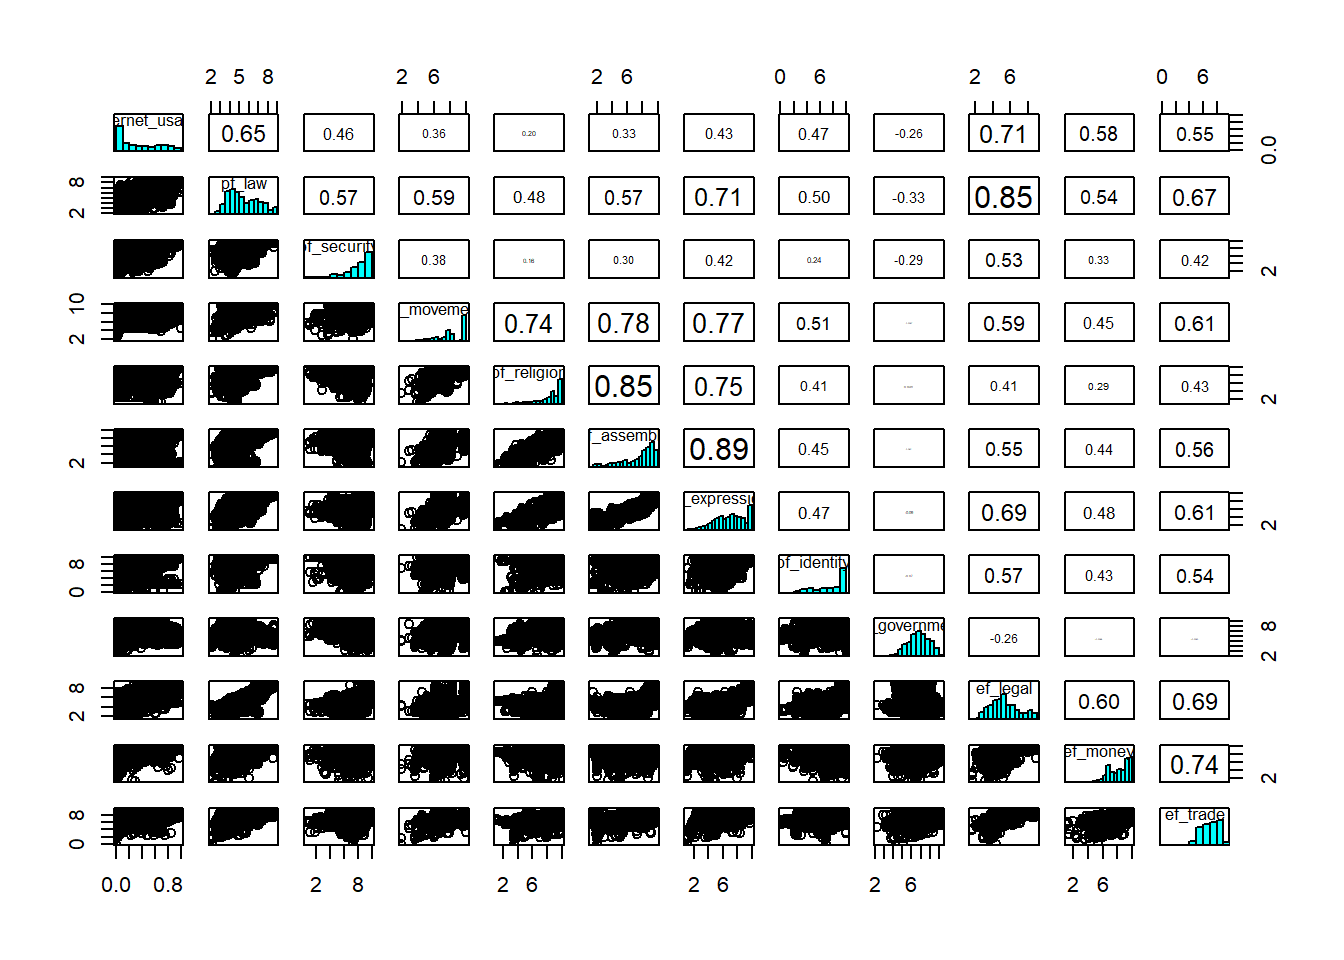 2 5 8 2 6 2 6 0 6 2 6 0 6
ernet_usa 0.65 0.46 0.36 0.20 0.33 0.43 0.47 -0.26 0.71 0.58 0.55 0.0
8 2 pf_law 0.57 0.59 0.48 0.57 0.71 0.50 -0.33 0.85 0.54 0.67
of_security 0.38 0.16 0.30 0.42 0.24 -0.29 0.53 0.33 0.42 2
10 2 _moveme 0.74 0.78 0.77 0.51 0.59 0.45 0.61
pf_religion 0.85 0.75 0.41 0.41 0.29 0.43 2
2 f_assemb 0.89 0.45 0.55 0.44 0.56
_expressic 0.47 0.69 0.48 0.61 2
8 0 pf_identity 0.57 0.43 0.54
_governme -0.26 8 2
8 2 ef_legal 0.60 0.69
ef_money 0.74 2
8 0 ef_trade
0.0 0.8 2 8 2 6 2 6 2 6 2 6